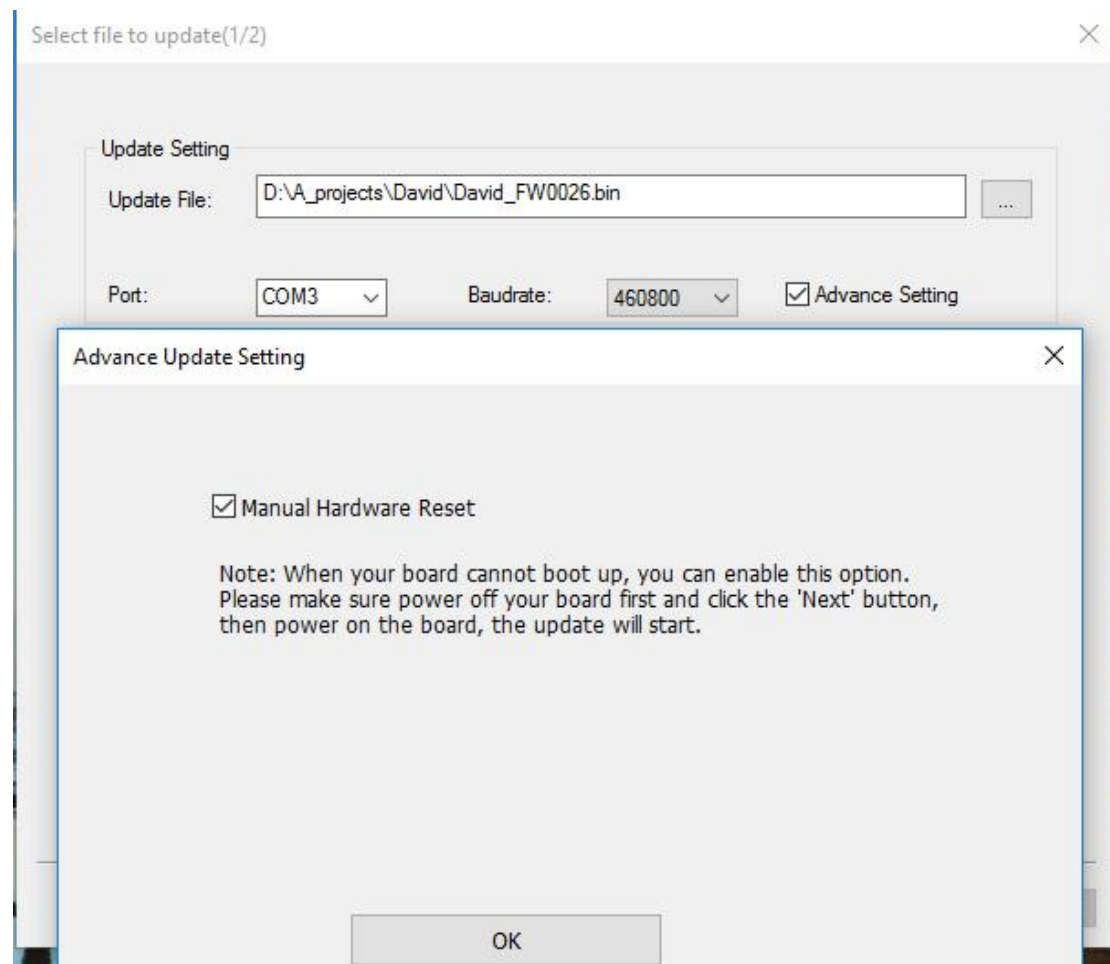 Select file to update(1/2)
Update Setting
Update File: D:\A_projects\David\David_FW0026.bin ...
Port: COM3 Baudrate: 460800 Advance Setting
Advance Update Setting
Manual Hardware Reset
Note: When your board cannot boot up, you can enable this option.
Please make sure power off your board first and click the 'Next' button,
then power on the board, the update will start.
OK